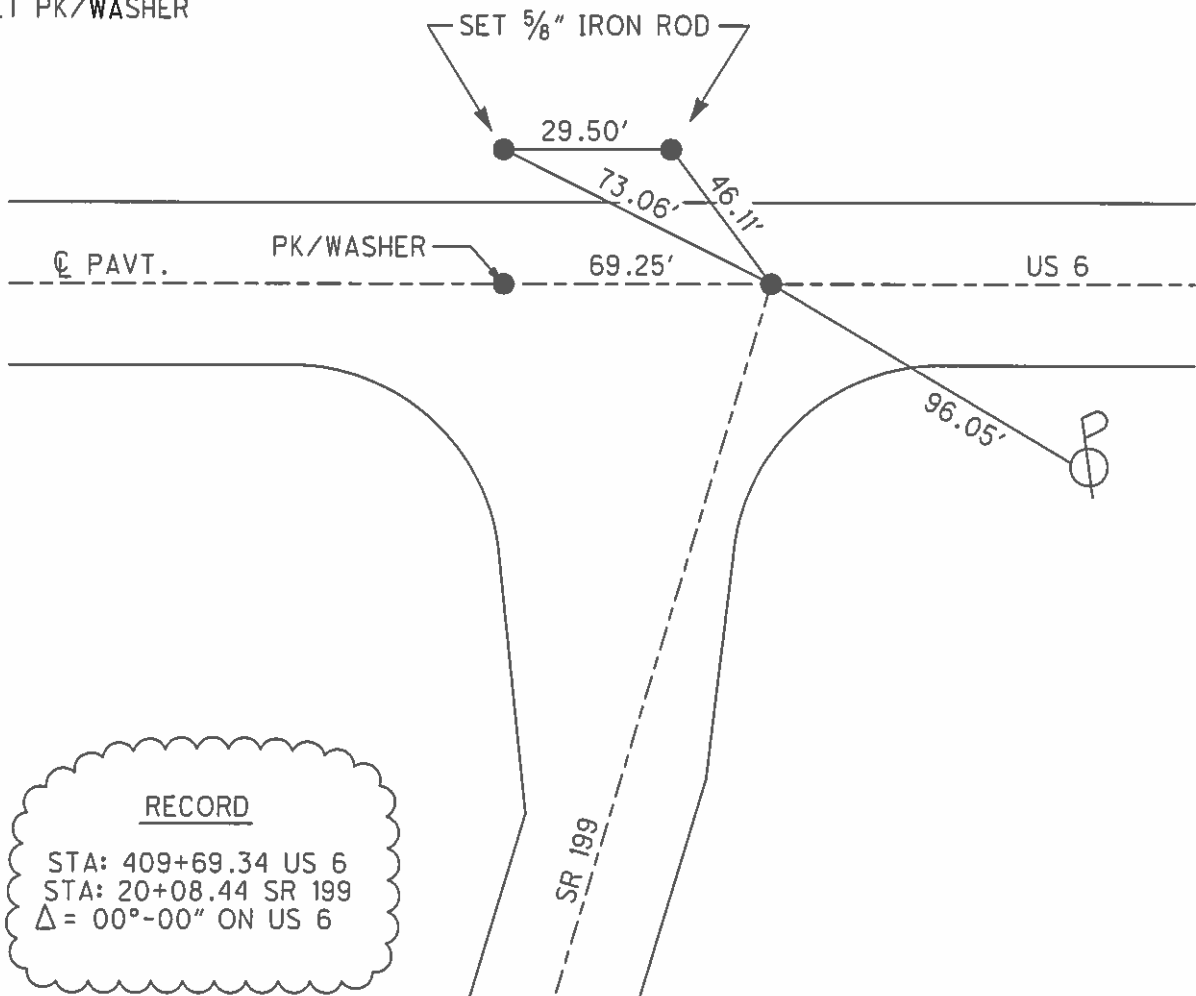 PK/WASHER
SET 5/8" IRON ROD
29.50'
73.06'
46.11'
℄ PAVT.
PK/WASHER
69.25'
US 6
96.05'
SR 199
RECORD
STA: 409+69.34 US 6
STA: 20+08.44 SR 199
Δ = 00°-00" ON US 6